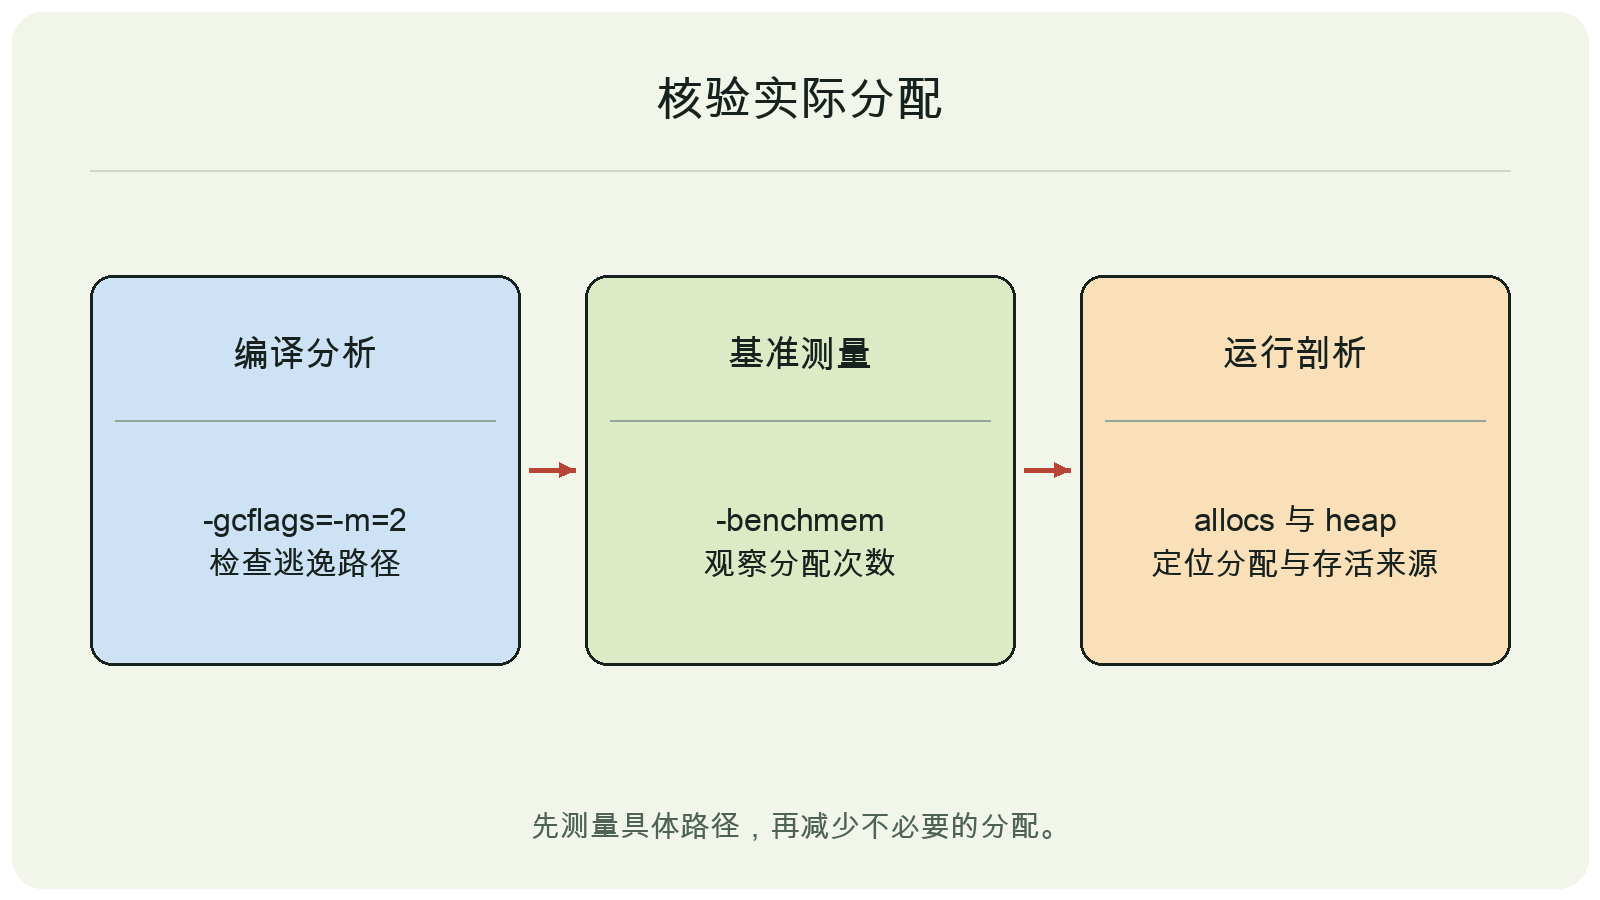 核验实际分配
编译分析
-gcflags=-m=2
检查逃逸路径
基准测量
-benchmem
观察分配次数
运行剖析
allocs 与 heap
定位分配与存活来源
先测量具体路径，再减少不必要的分配。